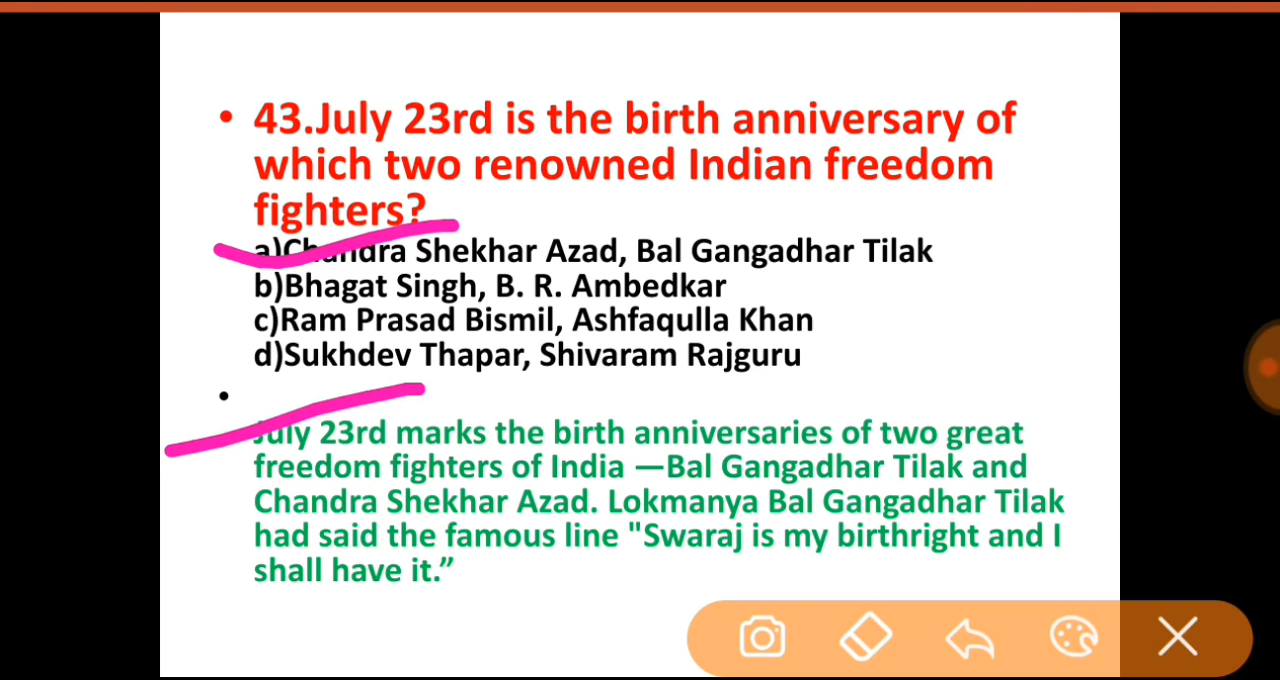 • 43.July 23rd is the birth anniversary of
which two renowned Indian freedom
fighters?
a)Chandra Shekhar Azad, Bal Gangadhar Tilak
b)Bhagat Singh, B. R. Ambedkar
c)Ram Prasad Bismil, Ashfaqulla Khan
d)Sukhdev Thapar, Shivaram Rajguru
•
July 23rd marks the birth anniversaries of two great
freedom fighters of India —Bal Gangadhar Tilak and
Chandra Shekhar Azad. Lokmanya Bal Gangadhar Tilak
had said the famous line "Swaraj is my birthright and I
shall have it.”